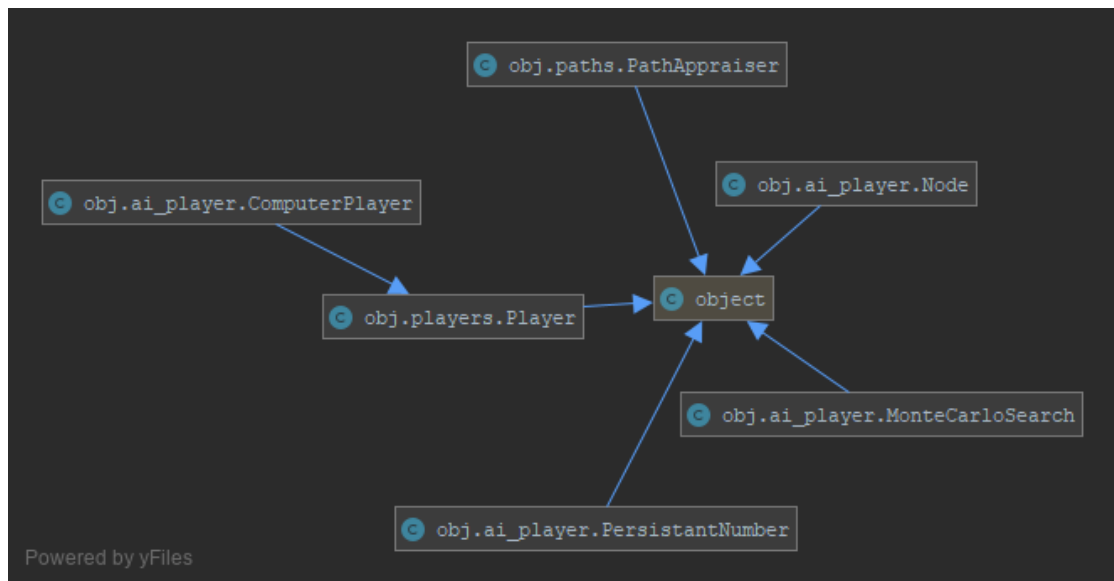 C obj.paths.PathAppraiser
C obj.ai_player.Node
C obj.ai_player.ComputerPlayer
C object
C obj.players.Player
C obj.ai_player.MonteCarloSearch
C obj.ai_player.PersistantNumber
Powered by yFiles